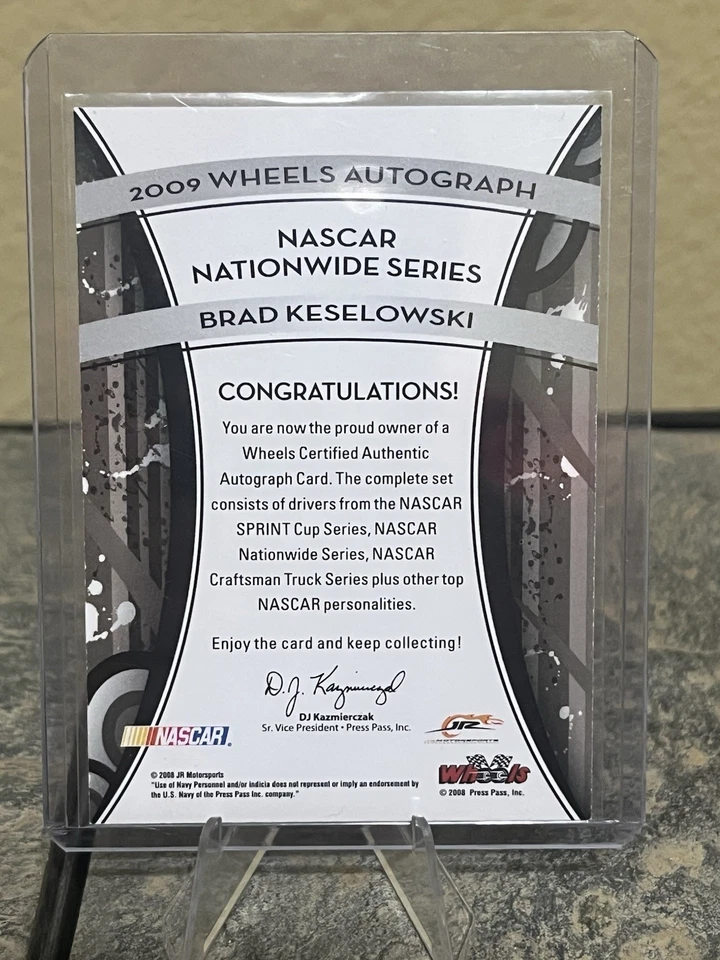 2009 WHEELS AUTOGRAPH
NASCAR
NATIONWIDE SERIES
BRAD KESELOWSKI
CONGRATULATIONS!
You are now the proud owner of a
Wheels Certified Authentic
Autograph Card. The complete set
consists of drivers from the NASCAR
SPRINT Cup Series, NASCAR
Nationwide Series, NASCAR
Craftsman Truck Series plus other top
NASCAR personalities.
Enjoy the card and keep collecting!
D.J. Kazmierczak
DJ Kazmierczak
Sr. Vice President • Press Pass, Inc.
NASCAR
JR
MOTORSPORTS
© 2008 JR Motorsports
"Use of Navy Personnel and/or indicia does not represent or imply an endorsement by
the U.S. Navy of the Press Pass Inc. company."
Wheels
© 2008 Press Pass, Inc.